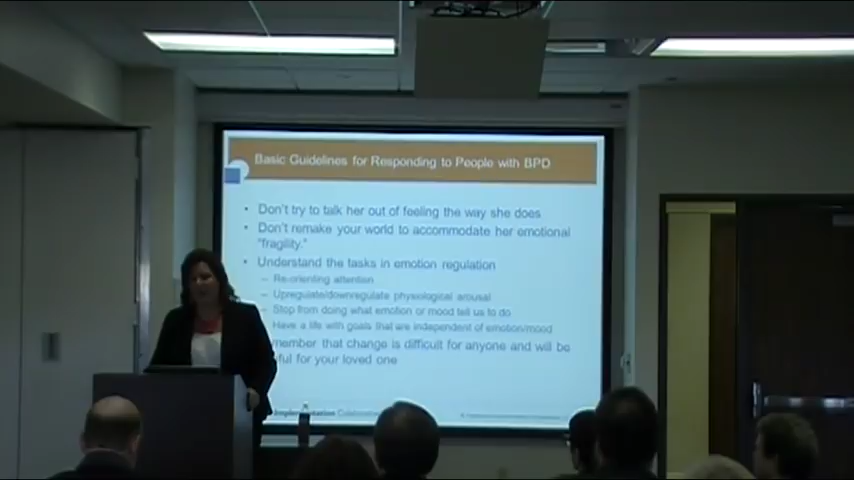 Basic Guidelines for Responding to People with BPD
• Don't try to talk her out of feeling the way she does
• Don't remake your world to accommodate her emotional
"fragility."
• Understand the tasks in emotion regulation
– Re-orienting attention
– Upregulate/downregulate physiological arousal
– Stop from doing what emotion or mood tell us to do
– Have a life with goals that are independent of emotion/mood
that change is difficult for anyone and will be
for your loved one
Implementation